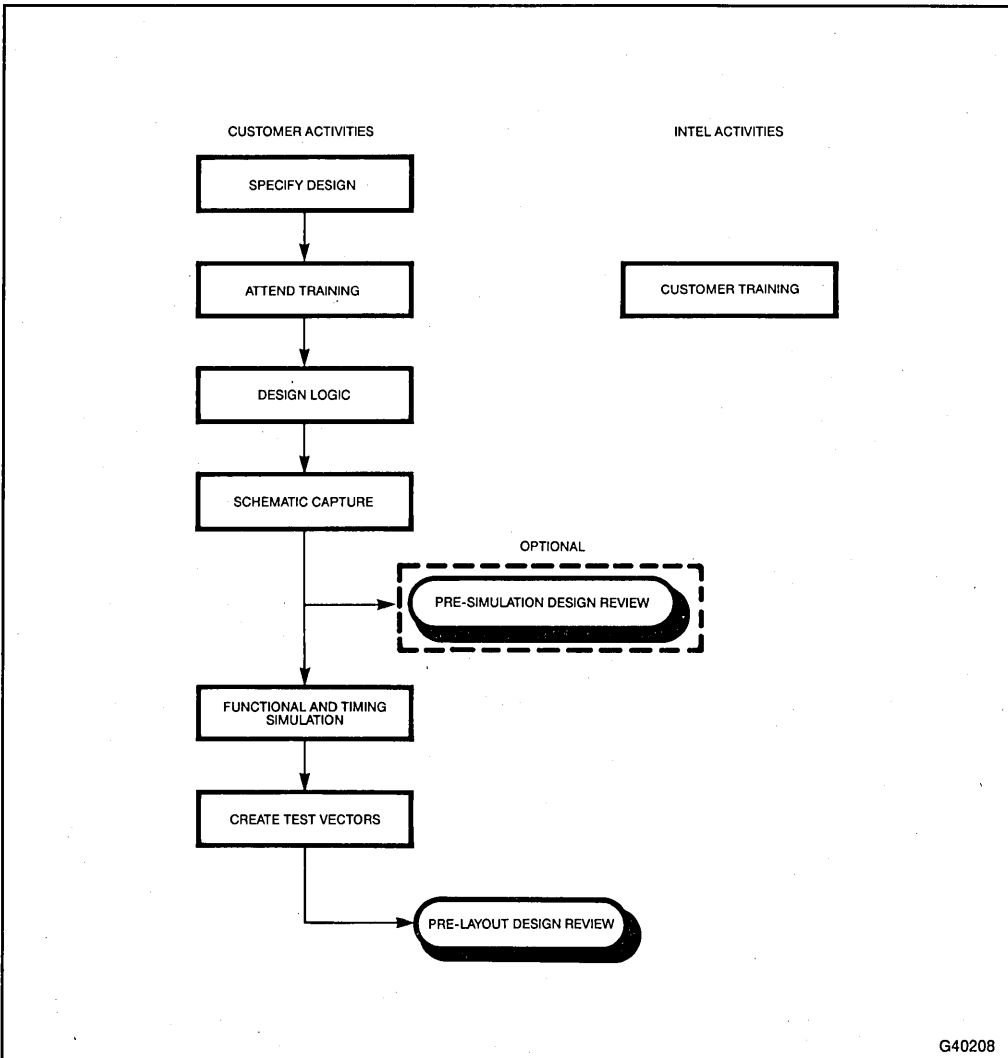 CUSTOMER ACTIVITIES
INTEL ACTIVITIES
SPECIFY DESIGN
ATTEND TRAINING
CUSTOMER TRAINING
DESIGN LOGIC
SCHEMATIC CAPTURE
OPTIONAL
PRE-SIMULATION DESIGN REVIEW
FUNCTIONAL AND TIMING
SIMULATION
CREATE TEST VECTORS
PRE-LAYOUT DESIGN REVIEW
G40208